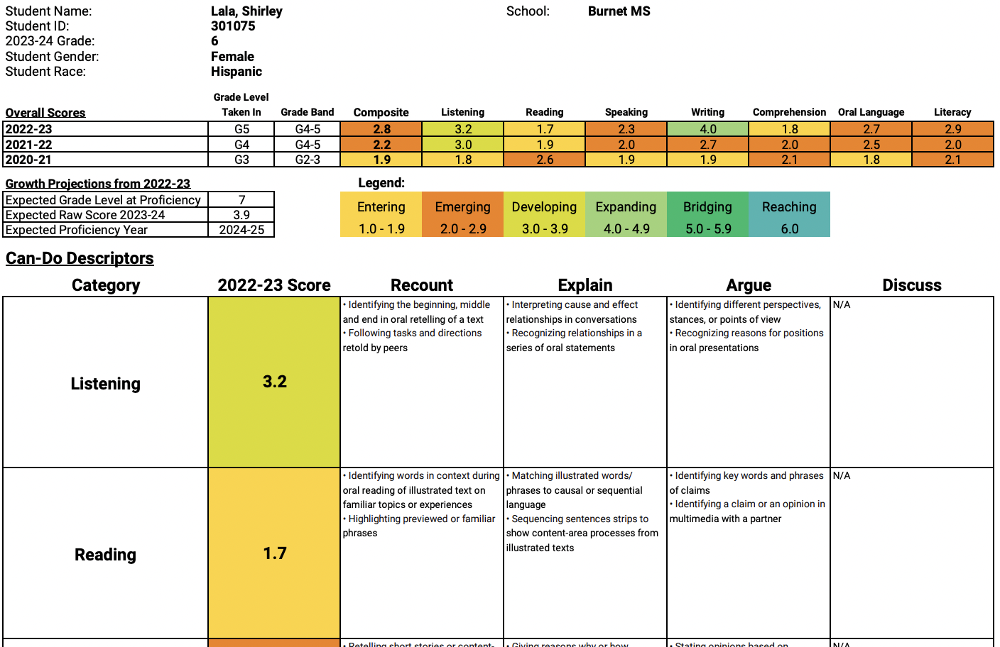 Student Name: Lala, Shirley School: Burnet MS
Student ID: 301075
2023-24 Grade: 6
Student Gender: Female
Student Race: Hispanic
Grade Level
Overall Scores Taken In Grade Band Composite Listening Reading Speaking Writing Comprehension Oral Language Literacy
2022-23 G5 G4-5 2.8 3.2 1.7 2.3 4.0 1.8 2.7 2.9
2021-22 G4 G4-5 2.2 3.0 1.9 2.0 2.7 2.0 2.5 2.0
2020-21 G3 G2-3 1.9 1.8 2.6 1.9 1.9 2.1 1.8 2.1
Growth Projections from 2022-23 Legend:
Expected Grade Level at Proficiency 7
Expected Raw Score 2023-24 3.9
Expected Proficiency Year 2024-25
Entering Emerging Developing Expanding Bridging Reaching
1.0 - 1.9 2.0 - 2.9 3.0 - 3.9 4.0 - 4.9 5.0 - 5.9 6.0
Can-Do Descriptors
Category 2022-23 Score Recount Explain Argue Discuss
Listening
3.2
• Identifying the beginning, middle
and end in oral retelling of a text
• Following tasks and directions
retold by peers
• Interpreting cause and effect
relationships in conversations
• Recognizing relationships in a
series of oral statements
• Identifying different perspectives,
stances, or points of view
• Recognizing reasons for positions
in oral presentations
N/A
Reading
1.7
• Identifying words in context during
oral reading of illustrated text on
familiar topics or experiences
• Highlighting previewed or familiar
phrases
• Matching illustrated words/
phrases to causal or sequential
language
• Sequencing sentences strips to
show content-area processes from
illustrated texts
• Identifying key words and phrases
of claims
• Identifying a claim or an opinion in
multimedia with a partner
N/A
• Retelling short stories or content-
• Giving reasons why or how
• Stating opinions based on
N/A